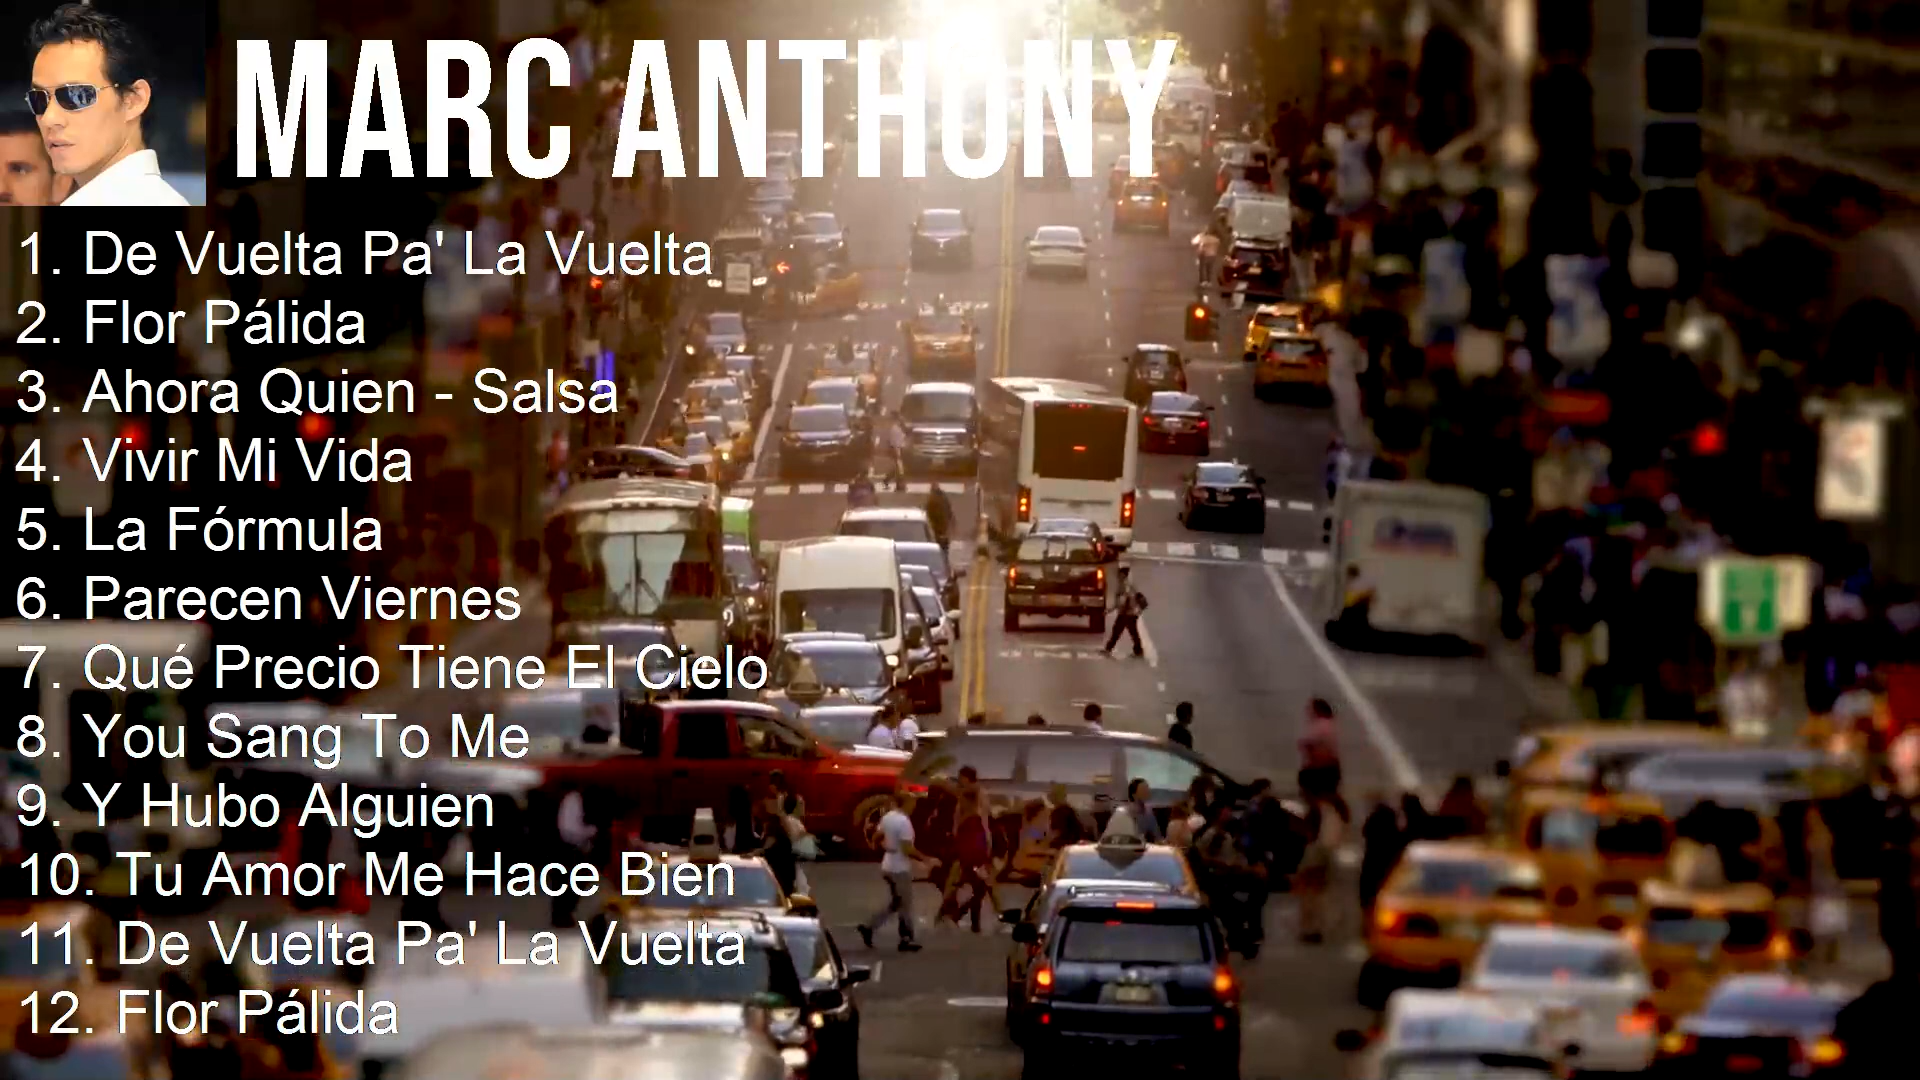 MARC ANTHONY
1. De Vuelta Pa' La Vuelta
2. Flor Pálida
3. Ahora Quien - Salsa
4. Vivir Mi Vida
5. La Fórmula
6. Parecen Viernes
7. Qué Precio Tiene El Cielo
8. You Sang To Me
9. Y Hubo Alguien
10. Tu Amor Me Hace Bien
11. De Vuelta Pa' La Vuelta
12. Flor Pálida